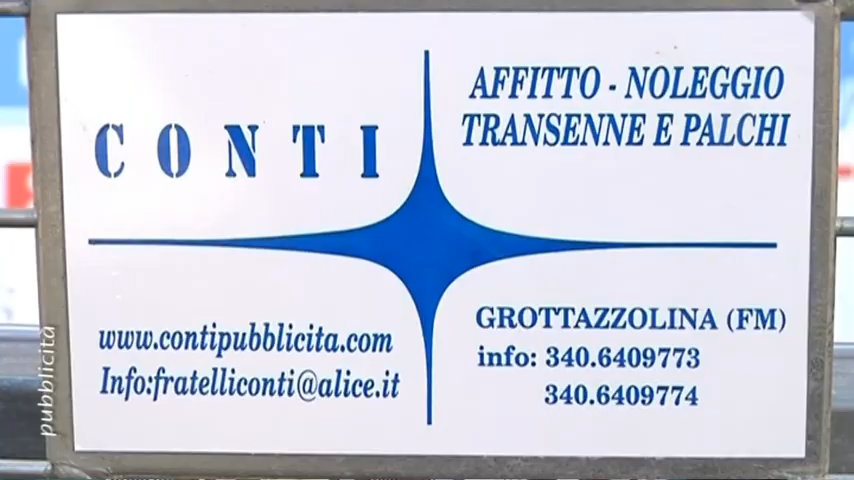 CONTI
AFFITTO - NOLEGGIO
TRANSENNE E PALCHI
www.contipubblicita.com
Info:fratelliconti@alice.it
GROTTAZZOLINA (FM)
info: 340.6409773
340.6409774
pubblicità